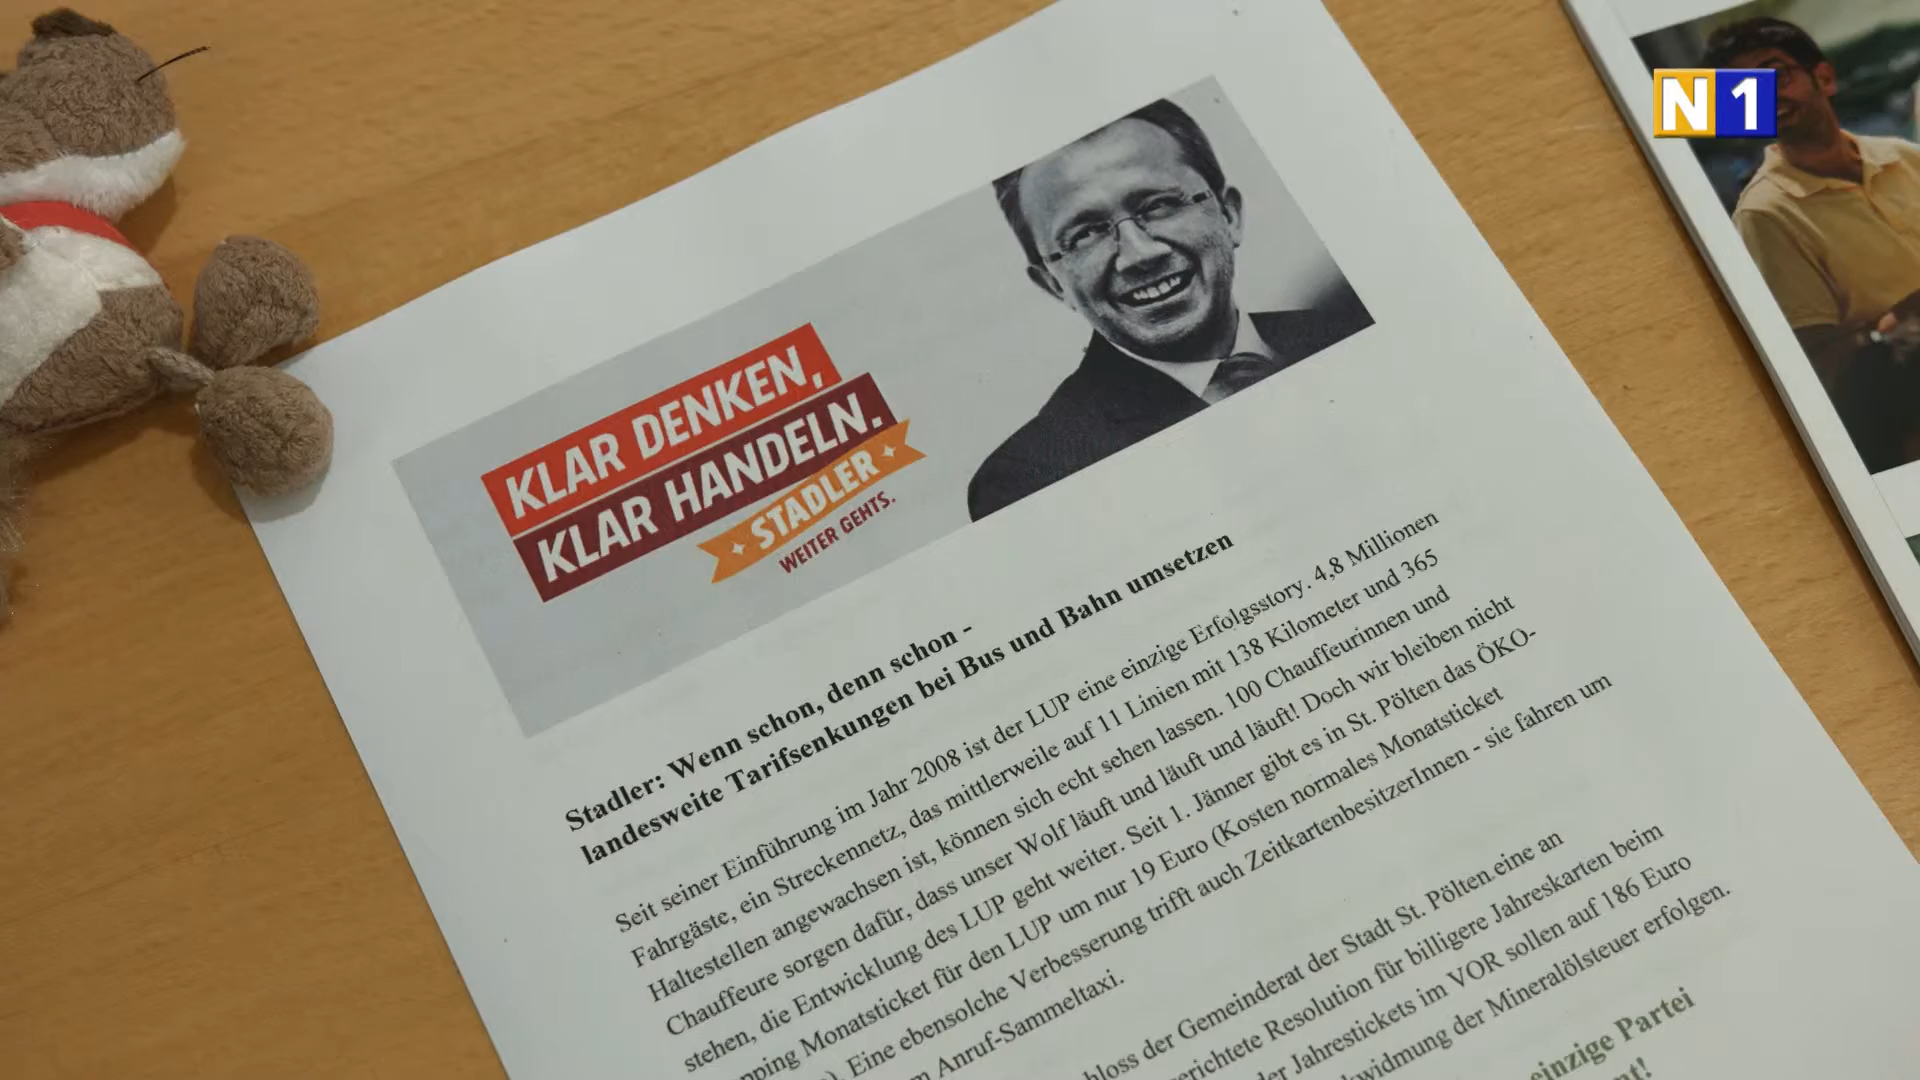 N1
KLAR DENKEN,
KLAR HANDELN.
STADLER
WEITER GEHTS.
Stadler: Wenn schon, denn schon -
landesweite Tarifsenkungen bei Bus und Bahn umsetzen
Seit seiner Einführung im Jahr 2008 ist der LUP eine einzige Erfolgsstory. 4,8 Millionen
Fahrgäste, ein Streckennetz, das mittlerweile auf 11 Linien mit 138 Kilometer und 365
Haltestellen angewachsen ist, können sich echt sehen lassen. 100 Chauffeurinnen und
Chauffeure sorgen dafür, dass unser Wolf läuft und läuft und läuft! Doch wir bleiben nicht
stehen, die Entwicklung des LUP geht weiter. Seit 1. Jänner gibt es in St. Pölten das ÖKO-
pping Monatsticket für den LUP um nur 19 Euro (Kosten normales Monatsticket
). Eine ebensolche Verbesserung trifft auch ZeitkartenbesitzerInnen - sie fahren um
Anruf-Sammeltaxi.
hloss der Gemeinderat der Stadt St. Pölten eine an
erichtete Resolution für billigere Jahreskarten beim
der Jahrestickets im VOR sollen auf 186 Euro
kwidmung der Mineralölsteuer erfolgen.
einzige Partei